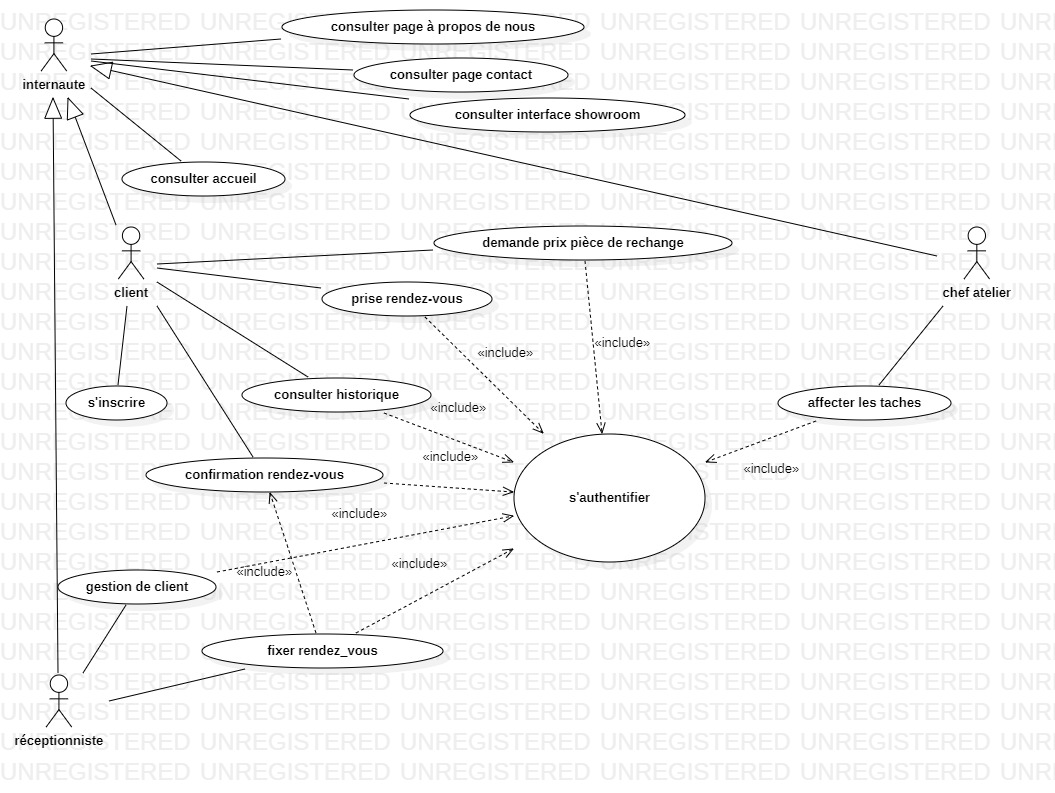 consulter page à propos de nous
consulter page contact
internaute
consulter interface showroom
consulter accueil
demande prix pièce de rechange
client
prise rendez-vous
chef atelier
«include»
«include»
s'inscrire
consulter historique
«include»
affecter les taches
«include»
«include»
confirmation rendez-vous
s'authentifier
«include»
«include»
«include»
gestion de client
fixer rendez_vous
réceptionniste
UNREGISTERED UNREGISTERED UNREGISTERED UNREGISTERED UNREGISTERED UNRE